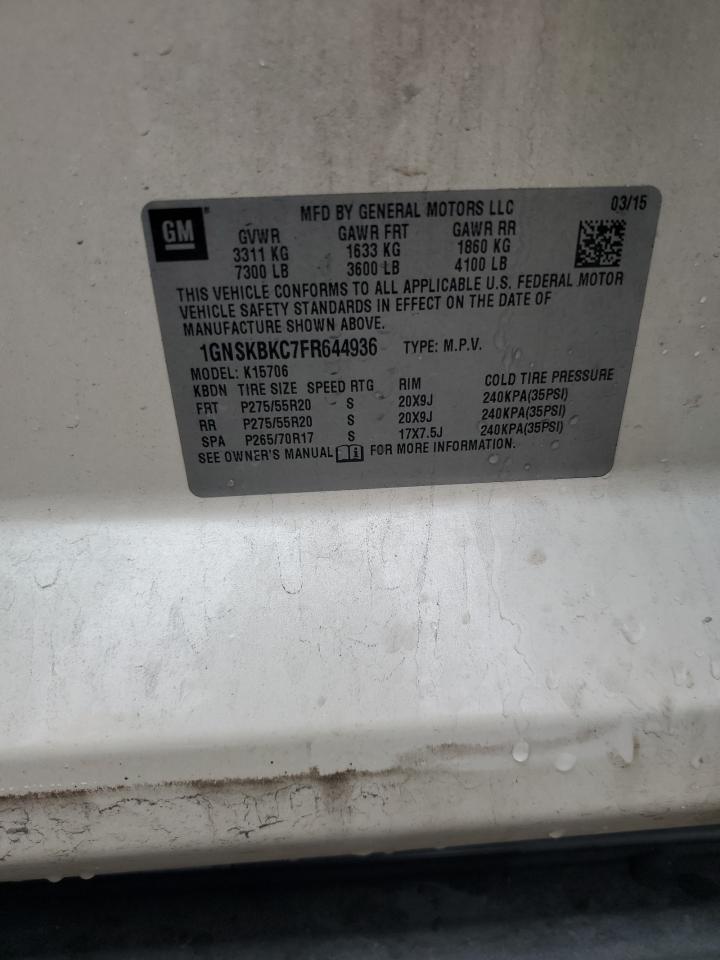 GM MFD BY GENERAL MOTORS LLC 03/15
GVWR GAWR FRT GAWR RR
3311 KG 1633 KG 1860 KG
7300 LB 3600 LB 4100 LB
THIS VEHICLE CONFORMS TO ALL APPLICABLE U.S. FEDERAL MOTOR
VEHICLE SAFETY STANDARDS IN EFFECT ON THE DATE OF
MANUFACTURE SHOWN ABOVE.
1GNSKBKC7FR644936 TYPE: M.P.V.
MODEL: K15706
KBDN TIRE SIZE SPEED RTG RIM COLD TIRE PRESSURE
FRT P275/55R20 S 20X9J 240KPA(35PSI)
RR P275/55R20 S 20X9J 240KPA(35PSI)
SPA P265/70R17 S 17X7.5J 240KPA(35PSI)
SEE OWNER'S MANUAL i FOR MORE INFORMATION.